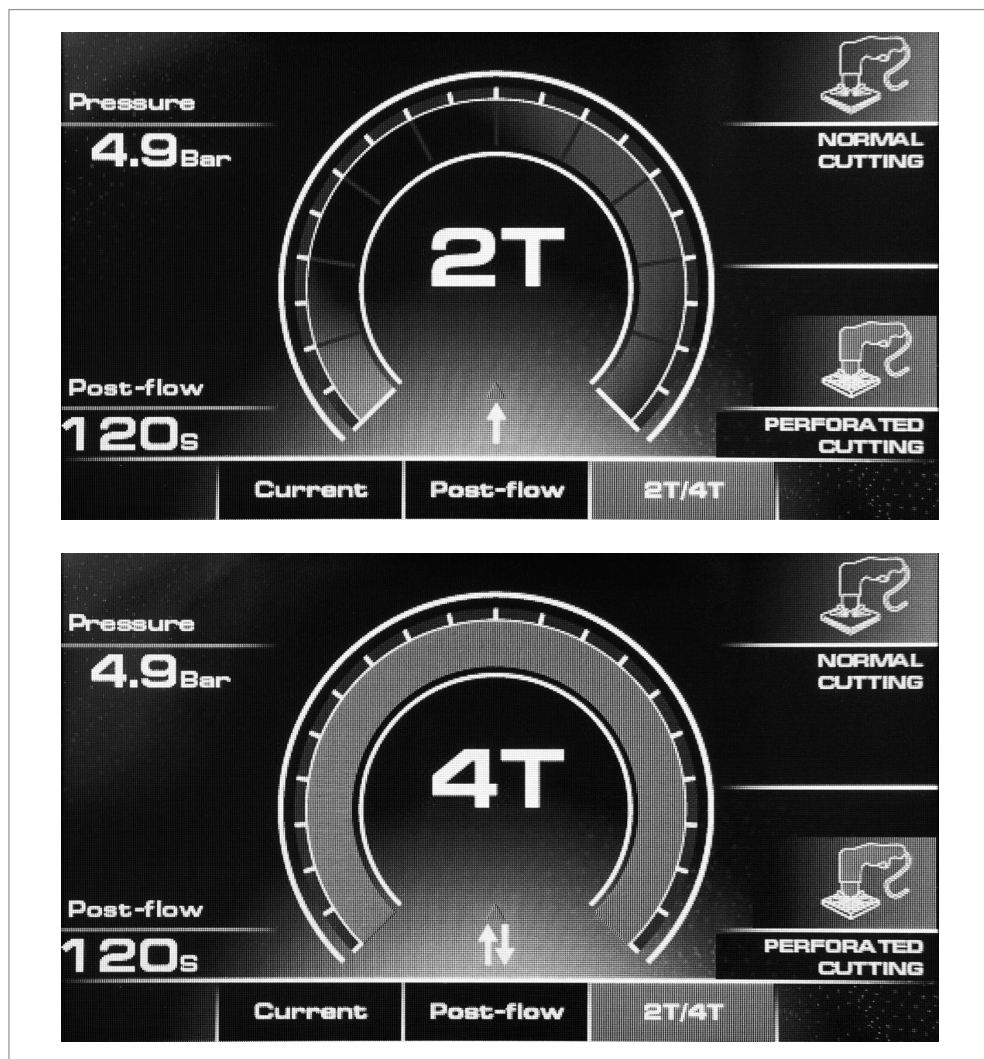 Pressure
4.9Bar
Post-flow
120s
2T
NORMAL
CUTTING
PERFORATED
CUTTING
Current
Post-flow
2T/4T
Pressure
4.9Bar
Post-flow
120s
4T
NORMAL
CUTTING
PERFORATED
CUTTING
Current
Post-flow
2T/4T